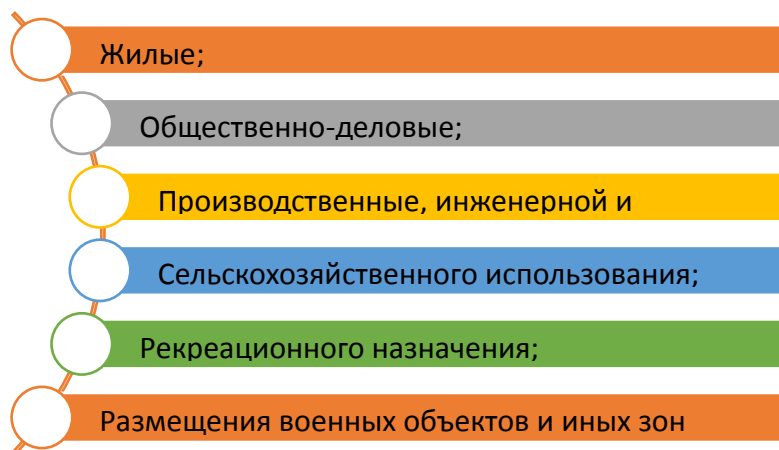 Жилые;
Общественно-деловые;
Производственные, инженерной и
Сельскохозяйственного использования;
Рекреационного назначения;
Размещения военных объектов и иных зон